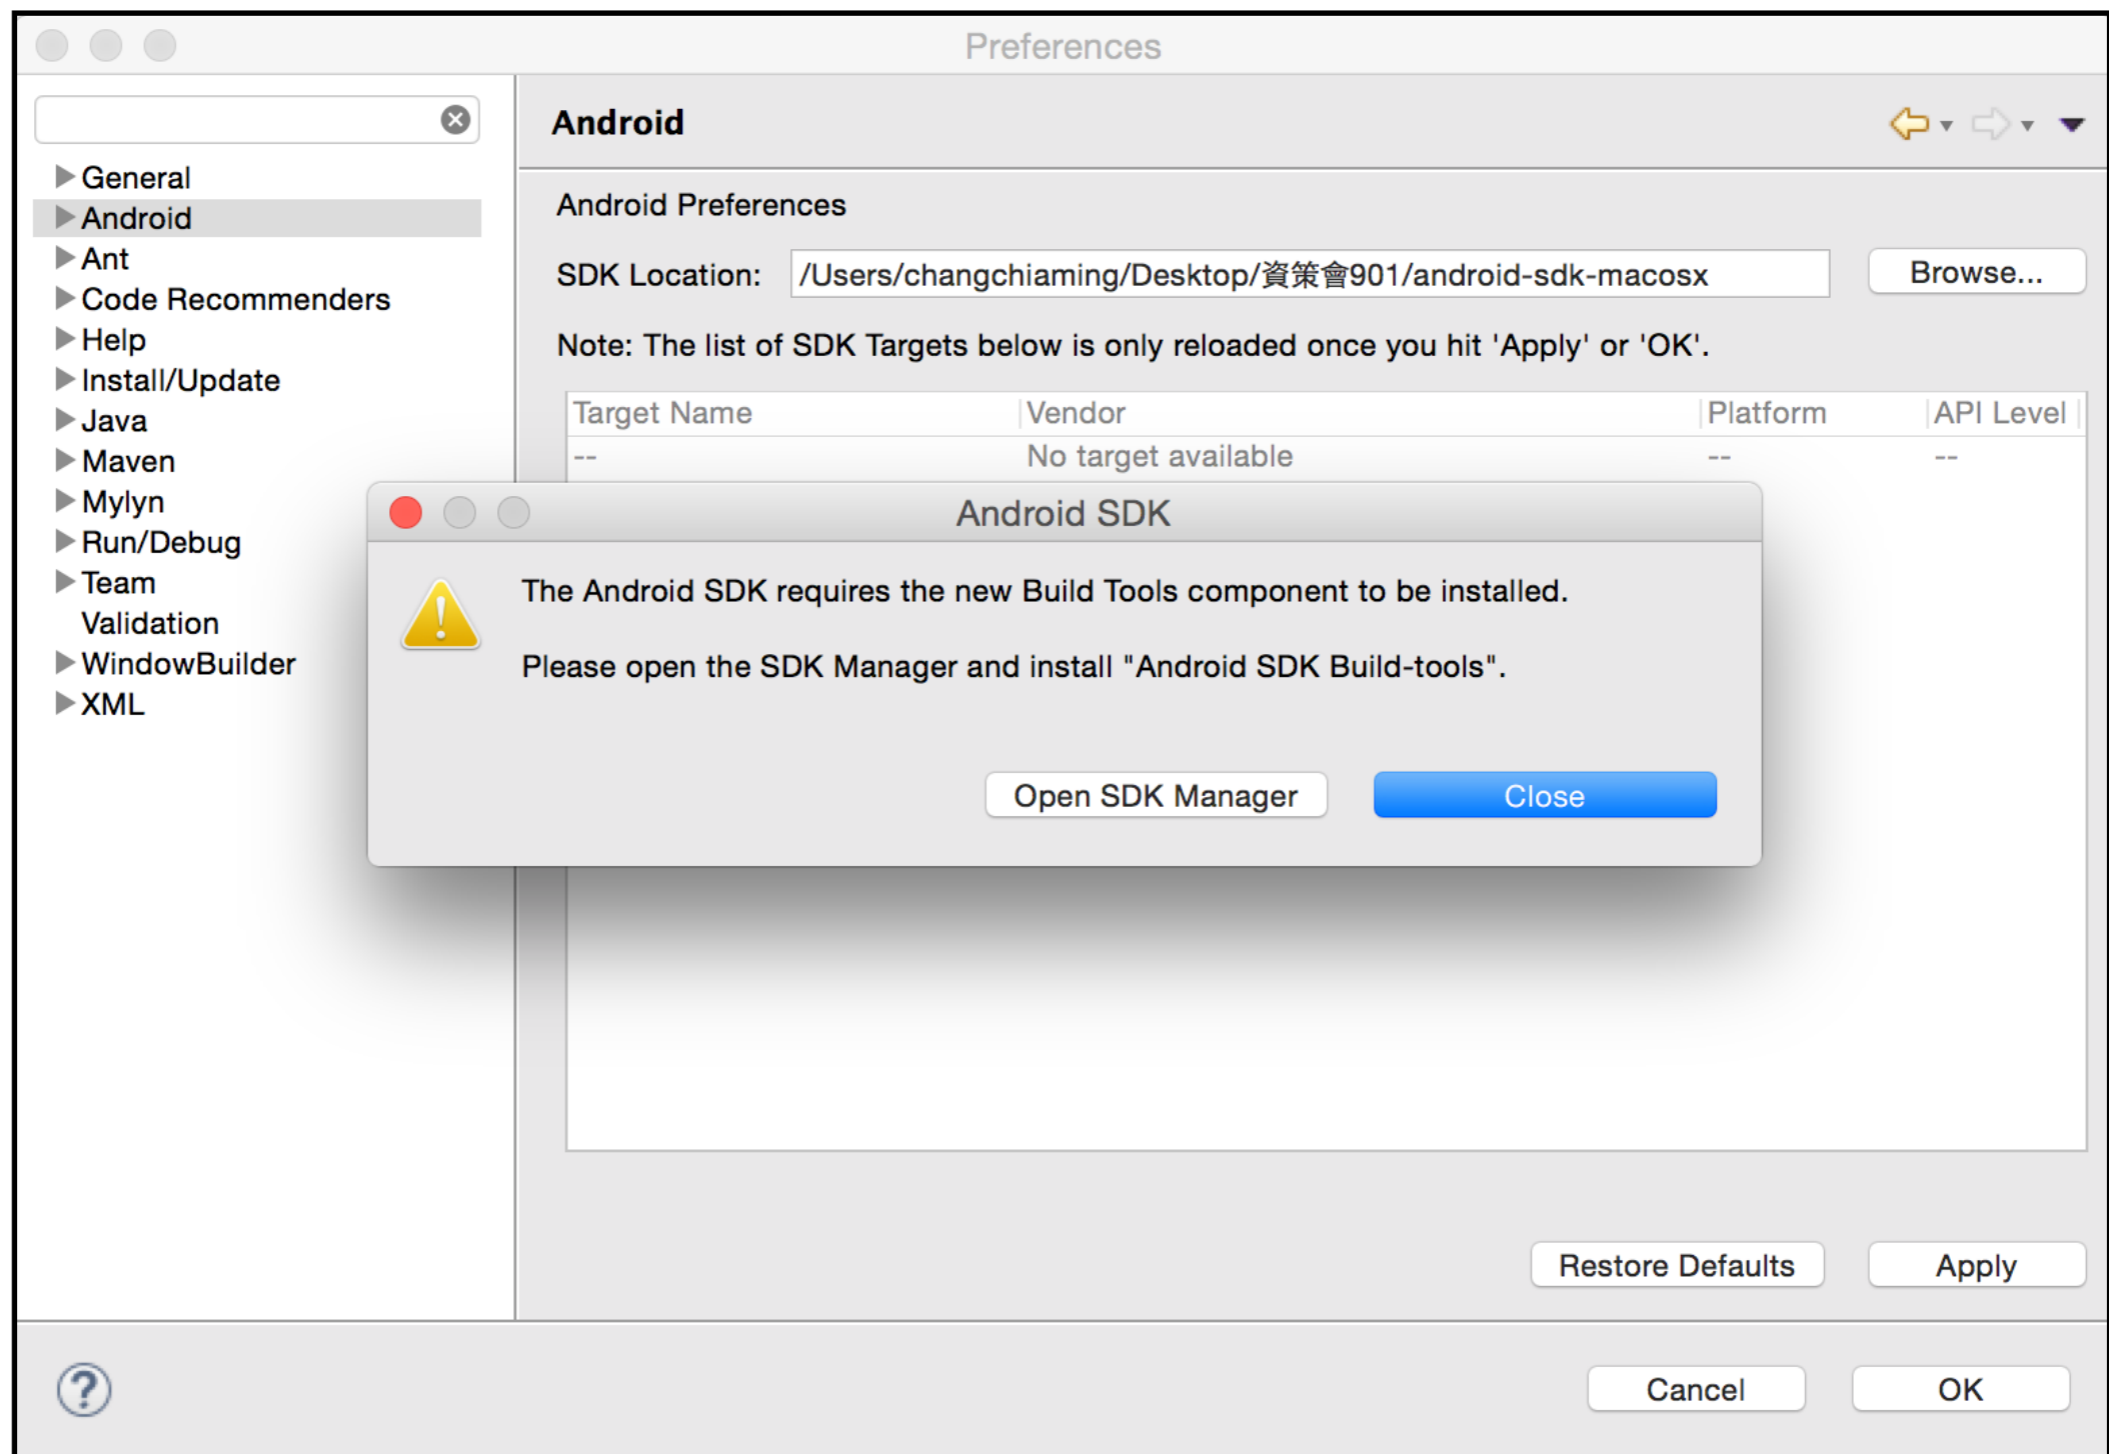 Preferences
General
Android
Ant
Code Recommenders
Help
Install/Update
Java
Maven
Mylyn
Run/Debug
Team
Validation
WindowBuilder
XML
Android
Android Preferences
SDK Location: /Users/changchiaming/Desktop/資策會901/android-sdk-macosx Browse...
Note: The list of SDK Targets below is only reloaded once you hit 'Apply' or 'OK'.
Target Name Vendor Platform API Level
-- No target available -- --
Android SDK
The Android SDK requires the new Build Tools component to be installed.
Please open the SDK Manager and install "Android SDK Build-tools".
Open SDK Manager Close
Restore Defaults Apply
Cancel OK